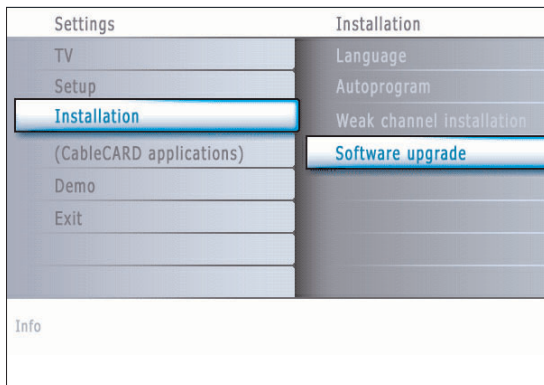 Settings
TV
Setup
Installation
(CableCARD applications)
Demo
Exit
Installation
Language
Autoprogram
Weak channel installation
Software upgrade
Info